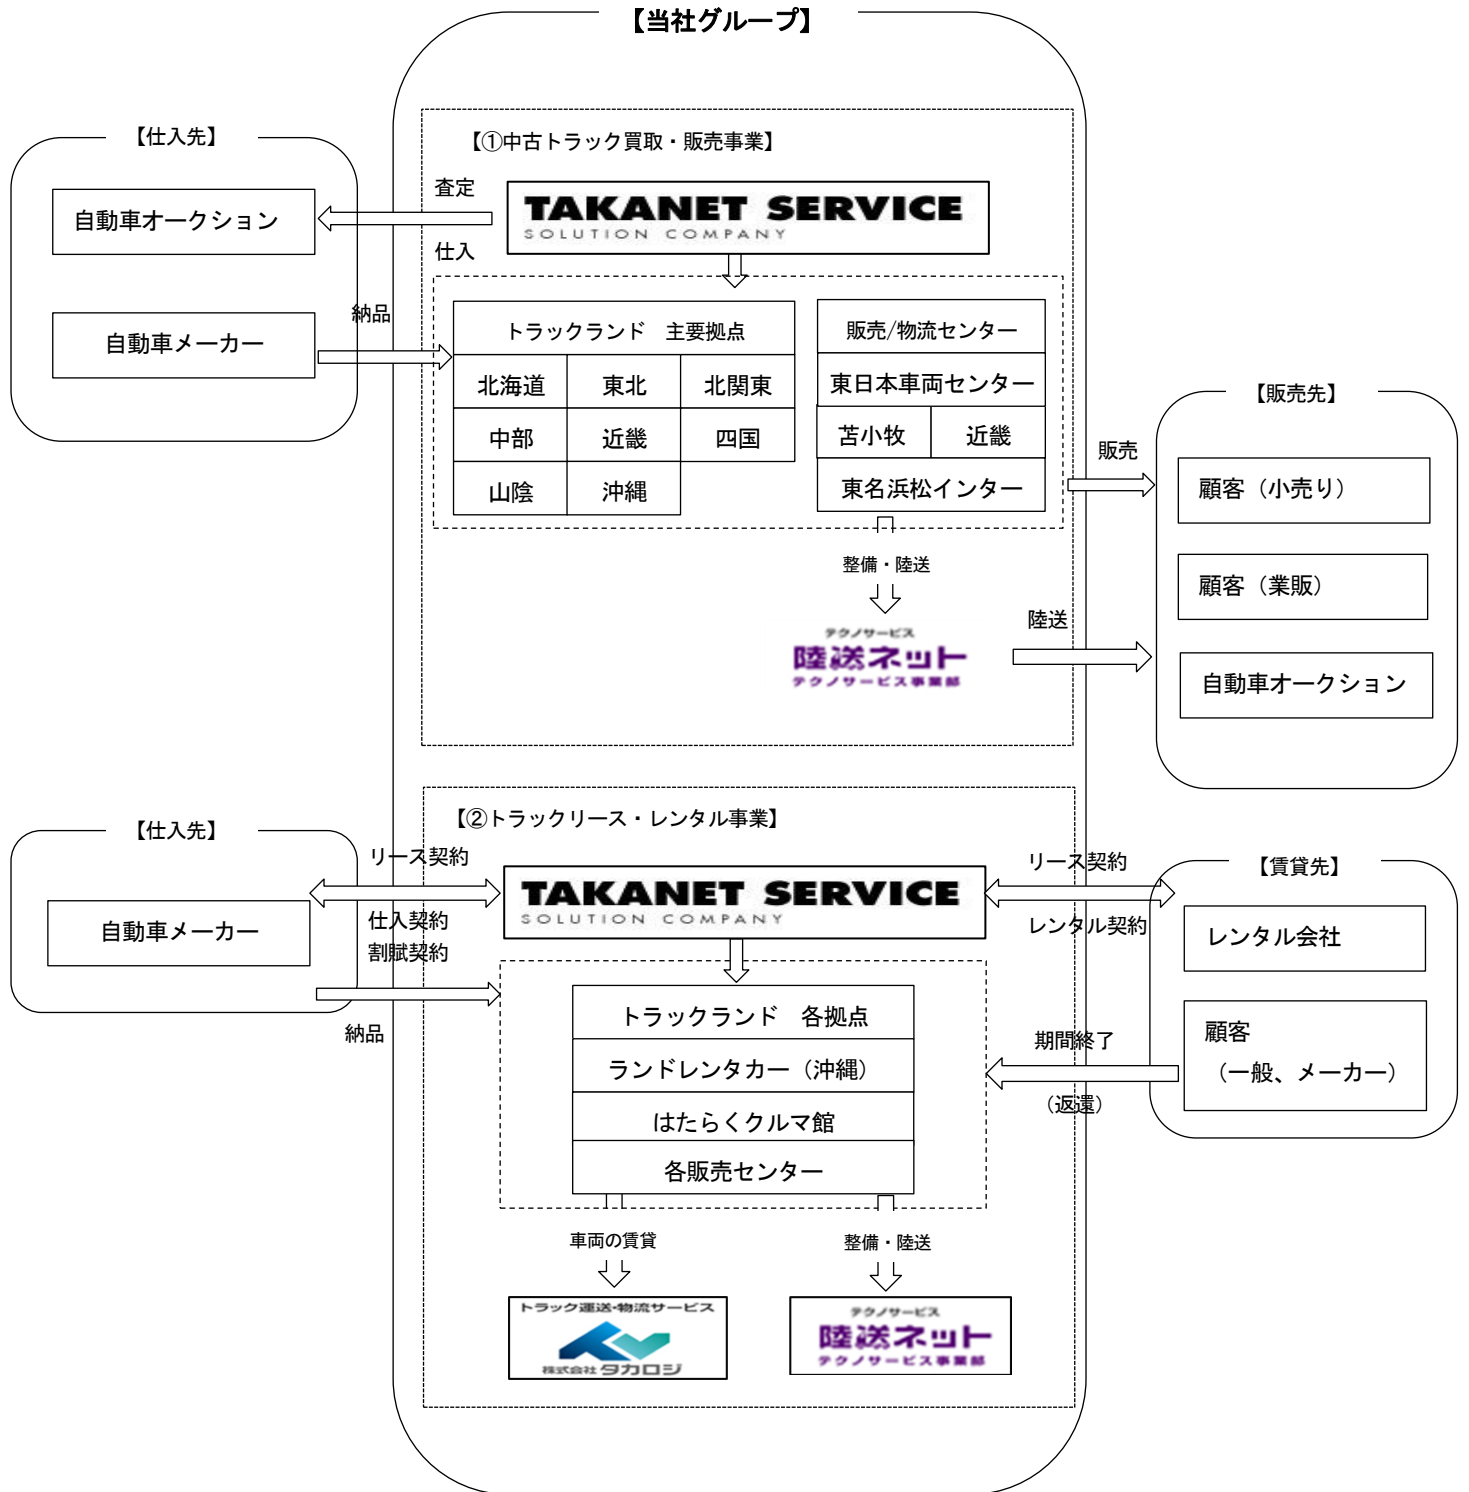 【当社グループ】
【①中古トラック買取・販売事業】
【仕入先】
自動車オークション
自動車メーカー
査定
仕入
納品
TAKANET SERVICE
SOLUTION COMPANY
トラックランド　主要拠点
北海道
東北
北関東
中部
近畿
四国
山陰
沖縄
販売/物流センター
東日本車両センター
苫小牧
近畿
東名浜松インター
整備・陸送
テクノサービス
陸送ネット
テクノサービス事業部
販売
陸送
【販売先】
顧客（小売り）
顧客（業販）
自動車オークション
【②トラックリース・レンタル事業】
【仕入先】
自動車メーカー
リース契約
仕入契約
割賦契約
納品
TAKANET SERVICE
SOLUTION COMPANY
トラックランド　各拠点
ランドレンタカー（沖縄）
はたらくクルマ館
各販売センター
車両の賃貸
整備・陸送
トラック運送・物流サービス
株式会社タカロジ
テクノサービス
陸送ネット
テクノサービス事業部
リース契約
レンタル契約
期間終了
（返還）
【賃貸先】
レンタル会社
顧客
（一般、メーカー）